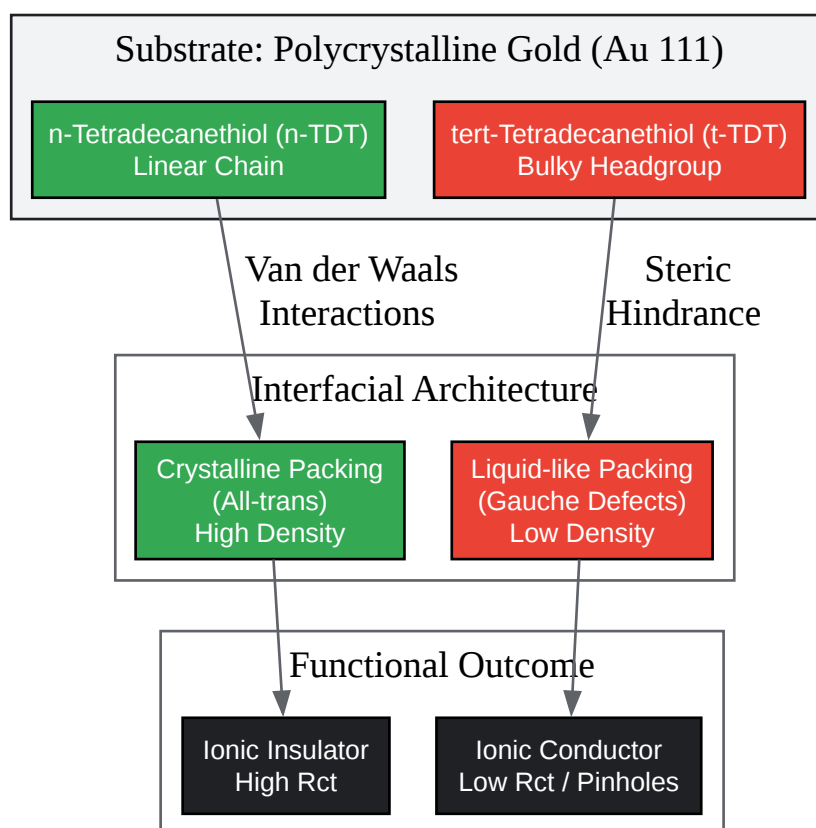 Substrate: Polycrystalline Gold (Au 111)
n-Tetradecanethiol (n-TDT)
Linear Chain
tert-Tetradecanethiol (t-TDT)
Bulky Headgroup
Van der Waals
Interactions
Steric
Hindrance
Interfacial Architecture
Crystalline Packing
(All-trans)
High Density
Liquid-like Packing
(Gauche Defects)
Low Density
Functional Outcome
Ionic Insulator
High Rct
Ionic Conductor
Low Rct / Pinholes